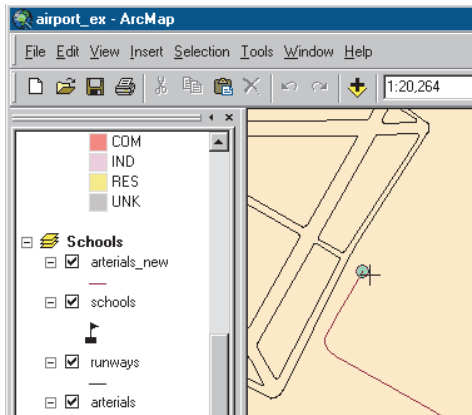 airport_ex - ArcMap
File Edit View Insert Selection Tools Window Help
1:20,264
COM
IND
RES
UNK
Schools
arterials_new
schools
runways
arterials